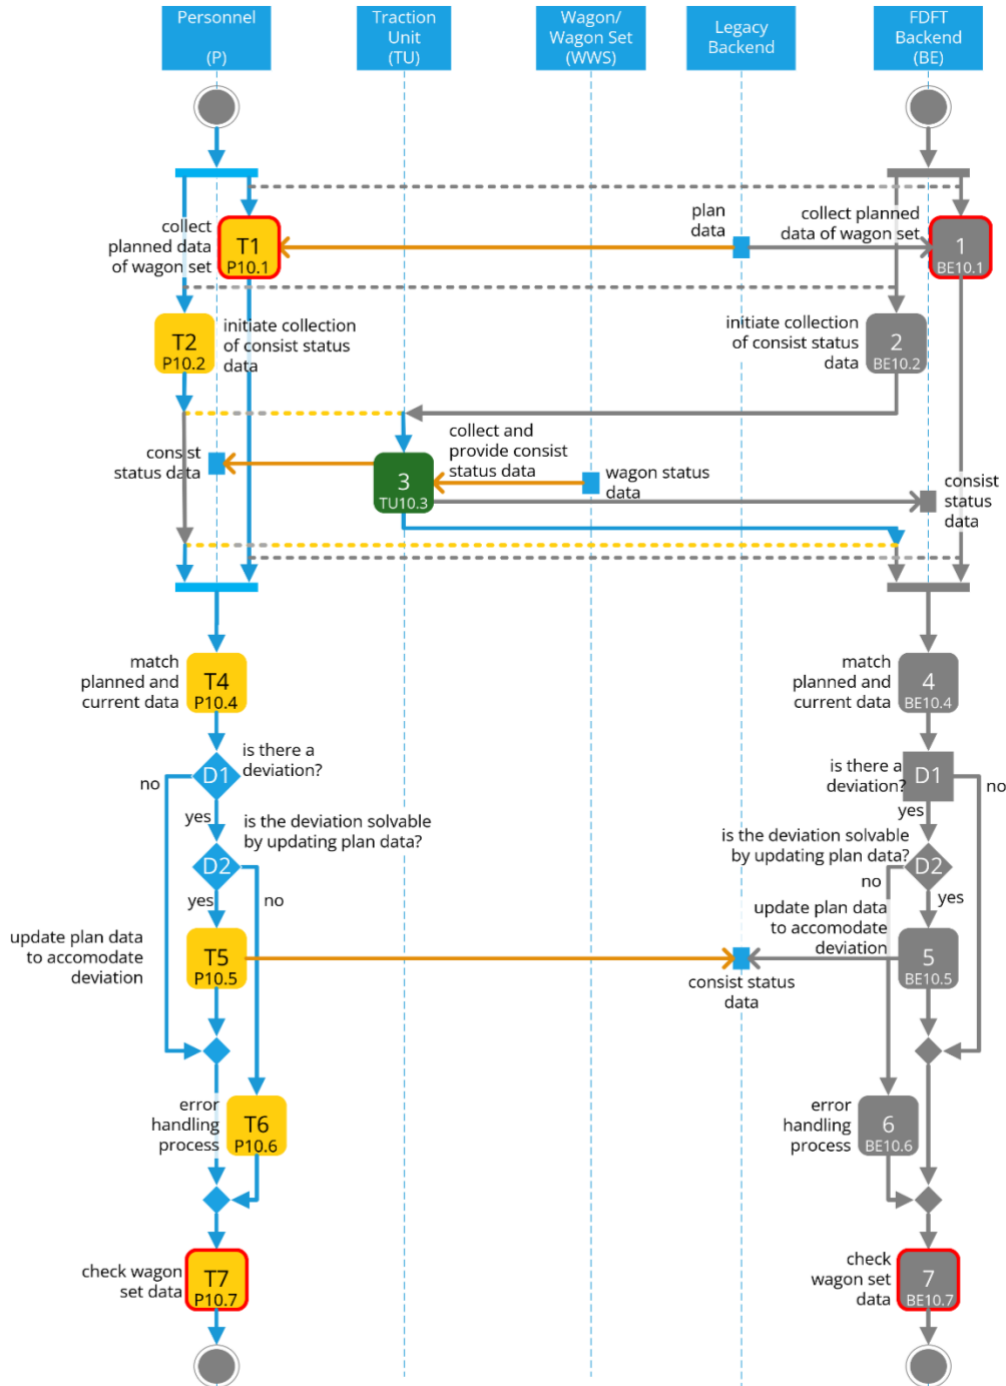 Personnel
(P)
Traction
Unit
(TU)
Wagon/
Wagon Set
(WWS)
Legacy
Backend
FDFT
Backend
(BE)
collect
planned data
of wagon set
T1
P10.1
plan
data
collect planned
data of wagon set
1
BE10.1
T2
P10.2
initiate collection
of consist status
data
initiate collection
of consist status
data
2
BE10.2
consist
status data
collect and
provide consist
status data
3
TU10.3
wagon status
data
consist
status
data
match
planned and
current data
T4
P10.4
match
planned and
current data
4
BE10.4
is there a
deviation?
D1
no
yes
is there a
deviation?
D1
no
yes
is the deviation solvable
by updating plan data?
D2
no
yes
is the deviation solvable
by updating plan data?
D2
no
yes
update plan data
to accomodate
deviation
T5
P10.5
consist status
data
update plan data
to accomodate
deviation
5
BE10.5
error
handling
process
T6
P10.6
error
handling
process
6
BE10.6
check wagon
set data
T7
P10.7
check
wagon set
data
7
BE10.7